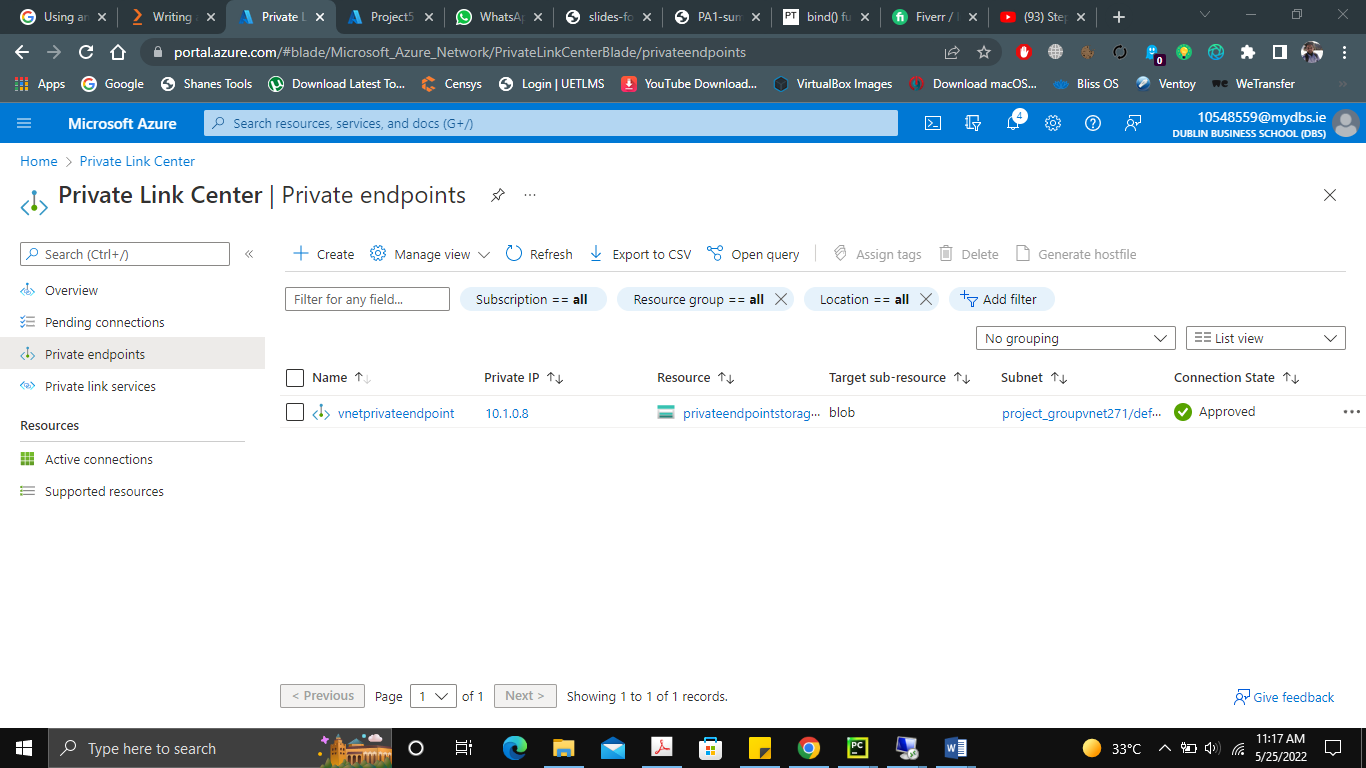 Using an
Writing a
Private L
Project5
WhatsAp
slides-fo
PA1-sum
PT bind() fu
Fiverr /
(93) Step
portal.azure.com/#blade/Microsoft_Azure_Network/PrivateLinkCenterBlade/privateendpoints
0
Apps
Google
Shanes Tools
Download Latest To...
Censys
Login | UETLMS
YouTube Download...
VirtualBox Images
Download macOS...
Bliss OS
Ventoy
WeTransfer
Microsoft Azure
Search resources, services, and docs (G+/)
4
10548559@mydbs.ie
DUBLIN BUSINESS SCHOOL (DBS)
Home > Private Link Center
Private Link Center | Private endpoints
Search (Ctrl+/)
Overview
Pending connections
Private endpoints
Private link services
Resources
Active connections
Supported resources
Create
Manage view
Refresh
Export to CSV
Open query
Assign tags
Delete
Generate hostfile
Filter for any field...
Subscription == all
Resource group == all
Location == all
Add filter
No grouping
List view
Name Private IP Resource Target sub-resource Subnet Connection State
vnetprivateendpoint 10.1.0.8 privateendpointstorag... blob project_groupvnet271/def... Approved
< Previous Page 1 of 1 Next > Showing 1 to 1 of 1 records.
Give feedback
Type here to search
PC
33°C
11:17 AM
5/25/2022